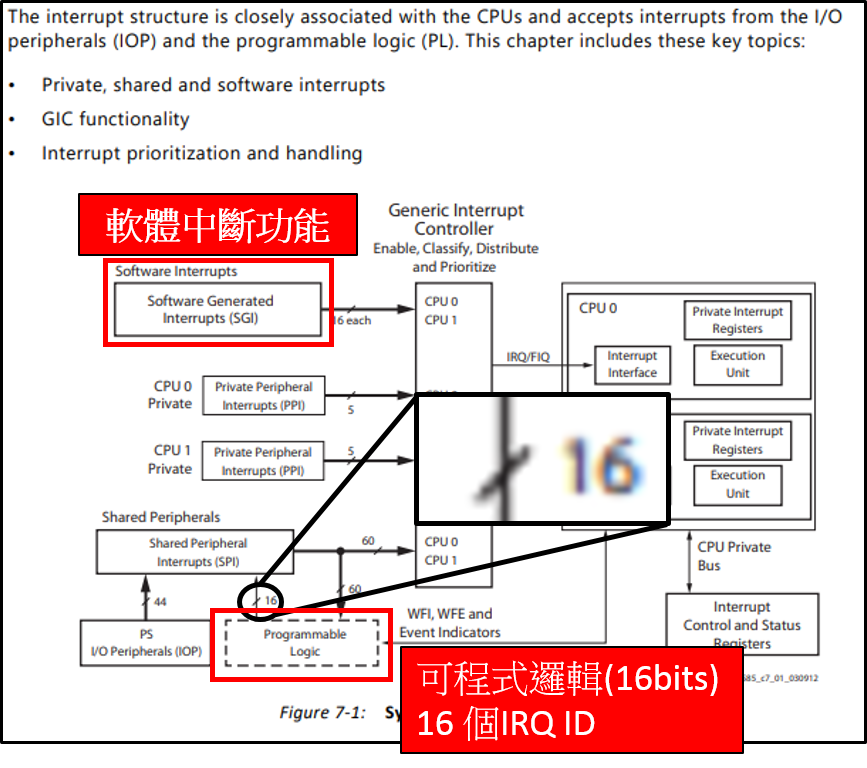 The interrupt structure is closely associated with the CPUs and accepts interrupts from the I/O
peripherals (IOP) and the programmable logic (PL). This chapter includes these key topics:
• Private, shared and software interrupts
• GIC functionality
• Interrupt prioritization and handling
軟體中斷功能
Generic Interrupt
Controller
Enable, Classify, Distribute
and Prioritize
Software Interrupts
Software Generated
Interrupts (SGI)
16 each
CPU 0
CPU 1
IRQ/FIQ
CPU 0
Private Interrupt
Registers
Interrupt
Interface
Execution
Unit
CPU 0
Private
Private Peripheral
Interrupts (PPI)
5
CPU 1
Private
Private Peripheral
Interrupts (PPI)
5
16
Private Interrupt
Registers
Execution
Unit
Shared Peripherals
Shared Peripheral
Interrupts (SPI)
60
CPU 0
CPU 1
CPU Private
Bus
44
16
60
PS
I/O Peripherals (IOP)
Programmable
Logic
WFI, WFE and
Event Indicators
Interrupt
Control and Status
Registers
可程式邏輯(16bits)
16 個IRQ ID
S85_c7_01_030912
Figure 7-1: